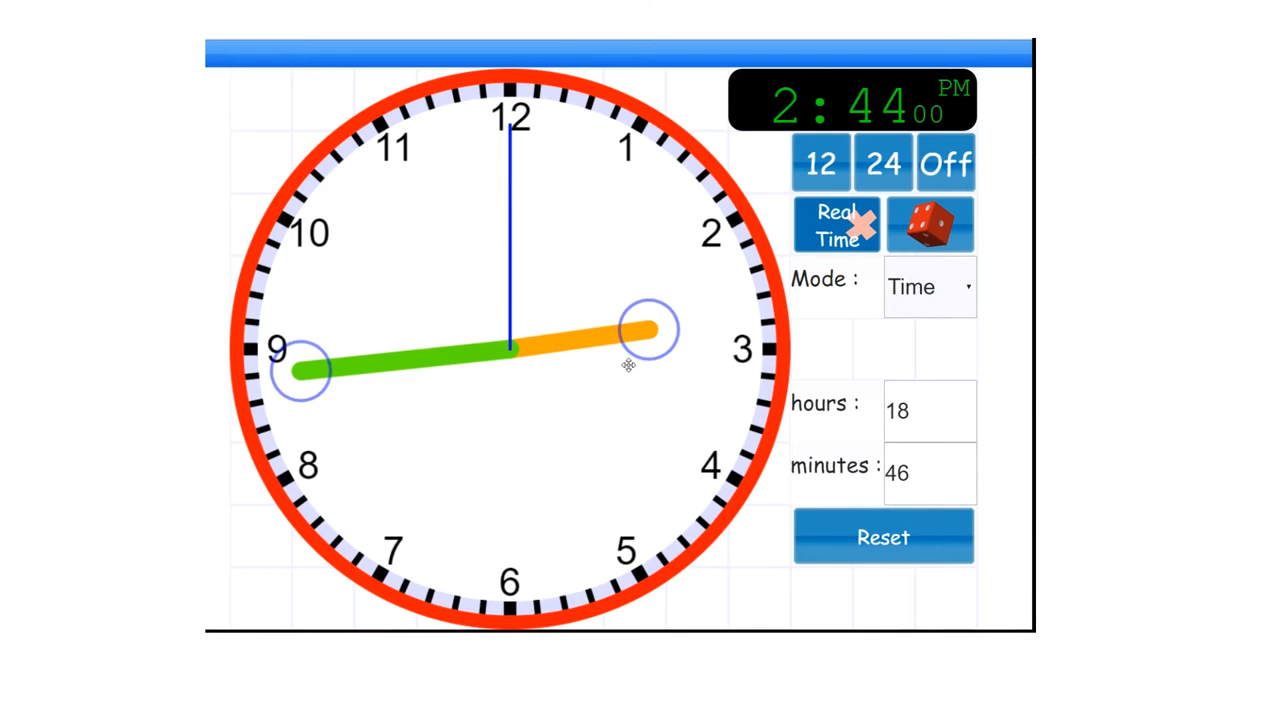 12
1
2
3
4
5
6
7
8
9
10
11
2:44 00 PM
12 24 Off
Real
Time
Mode : Time
hours : 18
minutes : 46
Reset